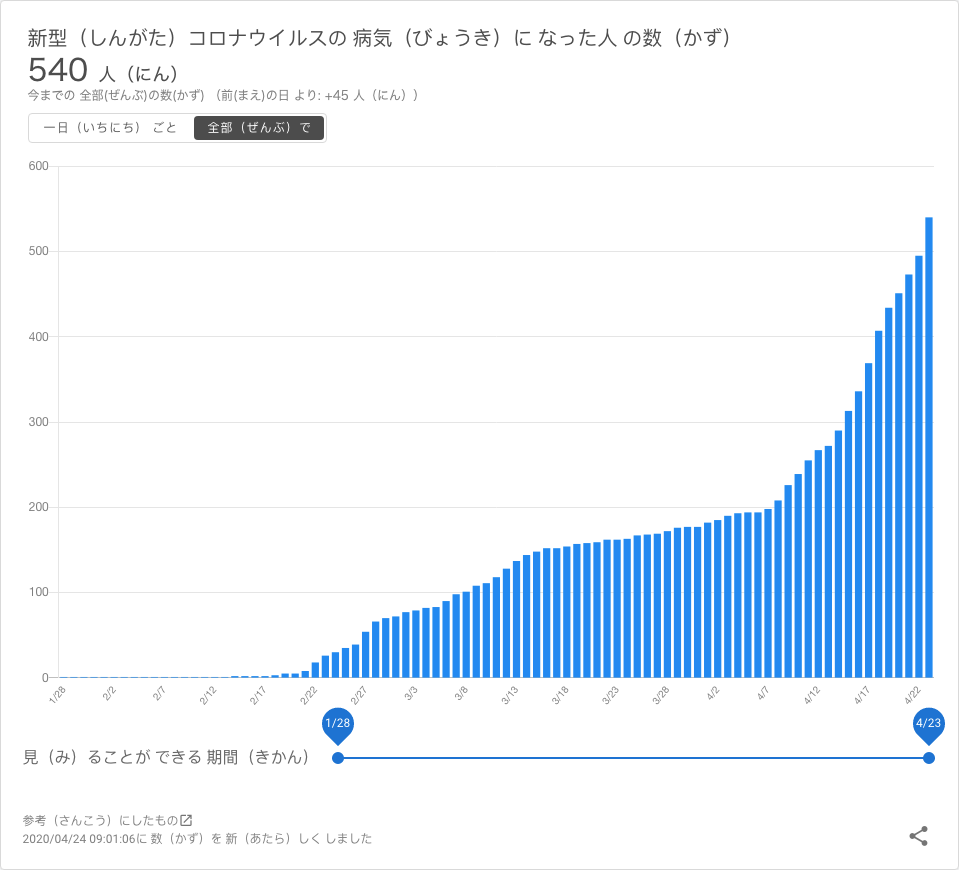 新型（しんがた）コロナウイルスの 病気（びょうき）に なった人 の数（かず）
540 人（にん）
今までの 全部(ぜんぶ)の数(かず) （前(まえ)の日 より: +45 人（にん））
一日（いちにち） ごと 全部（ぜんぶ）で
600
500
400
300
200
100
0
1/28 2/2 2/7 2/12 2/17 2/22 2/27 3/3 3/8 3/13 3/18 3/23 3/28 4/2 4/7 4/12 4/17 4/22
1/28 4/23
見（み）ることが できる 期間（きかん）
参考（さんこう）にしたもの
2020/04/24 09:01:06に 数（かず）を 新（あたら）しく しました